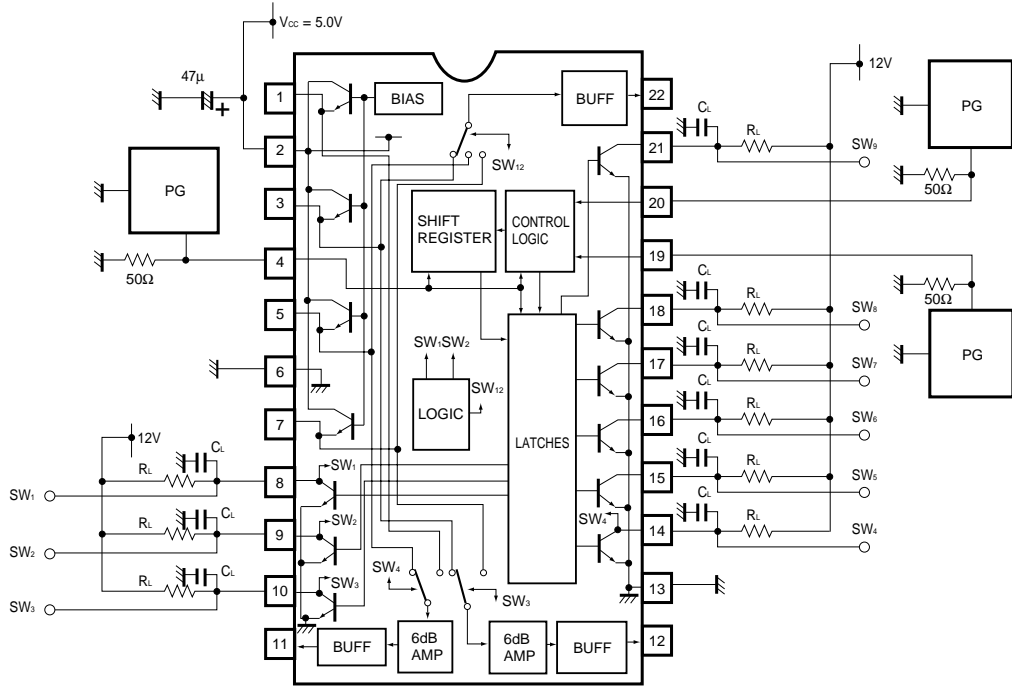 Vcc = 5.0V
47μ
+
12V
1
BIAS
BUFF
22
CL
RL
PG
SW9
21
2
SW12
PG
3
SHIFT
REGISTER
CONTROL
LOGIC
20
50Ω
50Ω
4
19
CL
RL
50Ω
5
18
SW8
SW1
SW2
CL
RL
6
17
SW7
PG
LOGIC
SW12
CL
RL
7
LATCHES
16
SW6
12V
CL
RL
8
SW1
CL
RL
15
SW5
SW1
CL
RL
9
SW2
SW4
14
CL
RL
SW4
SW2
CL
RL
10
SW3
SW4
SW3
13
SW3
11
BUFF
6dB
AMP
6dB
AMP
BUFF
12